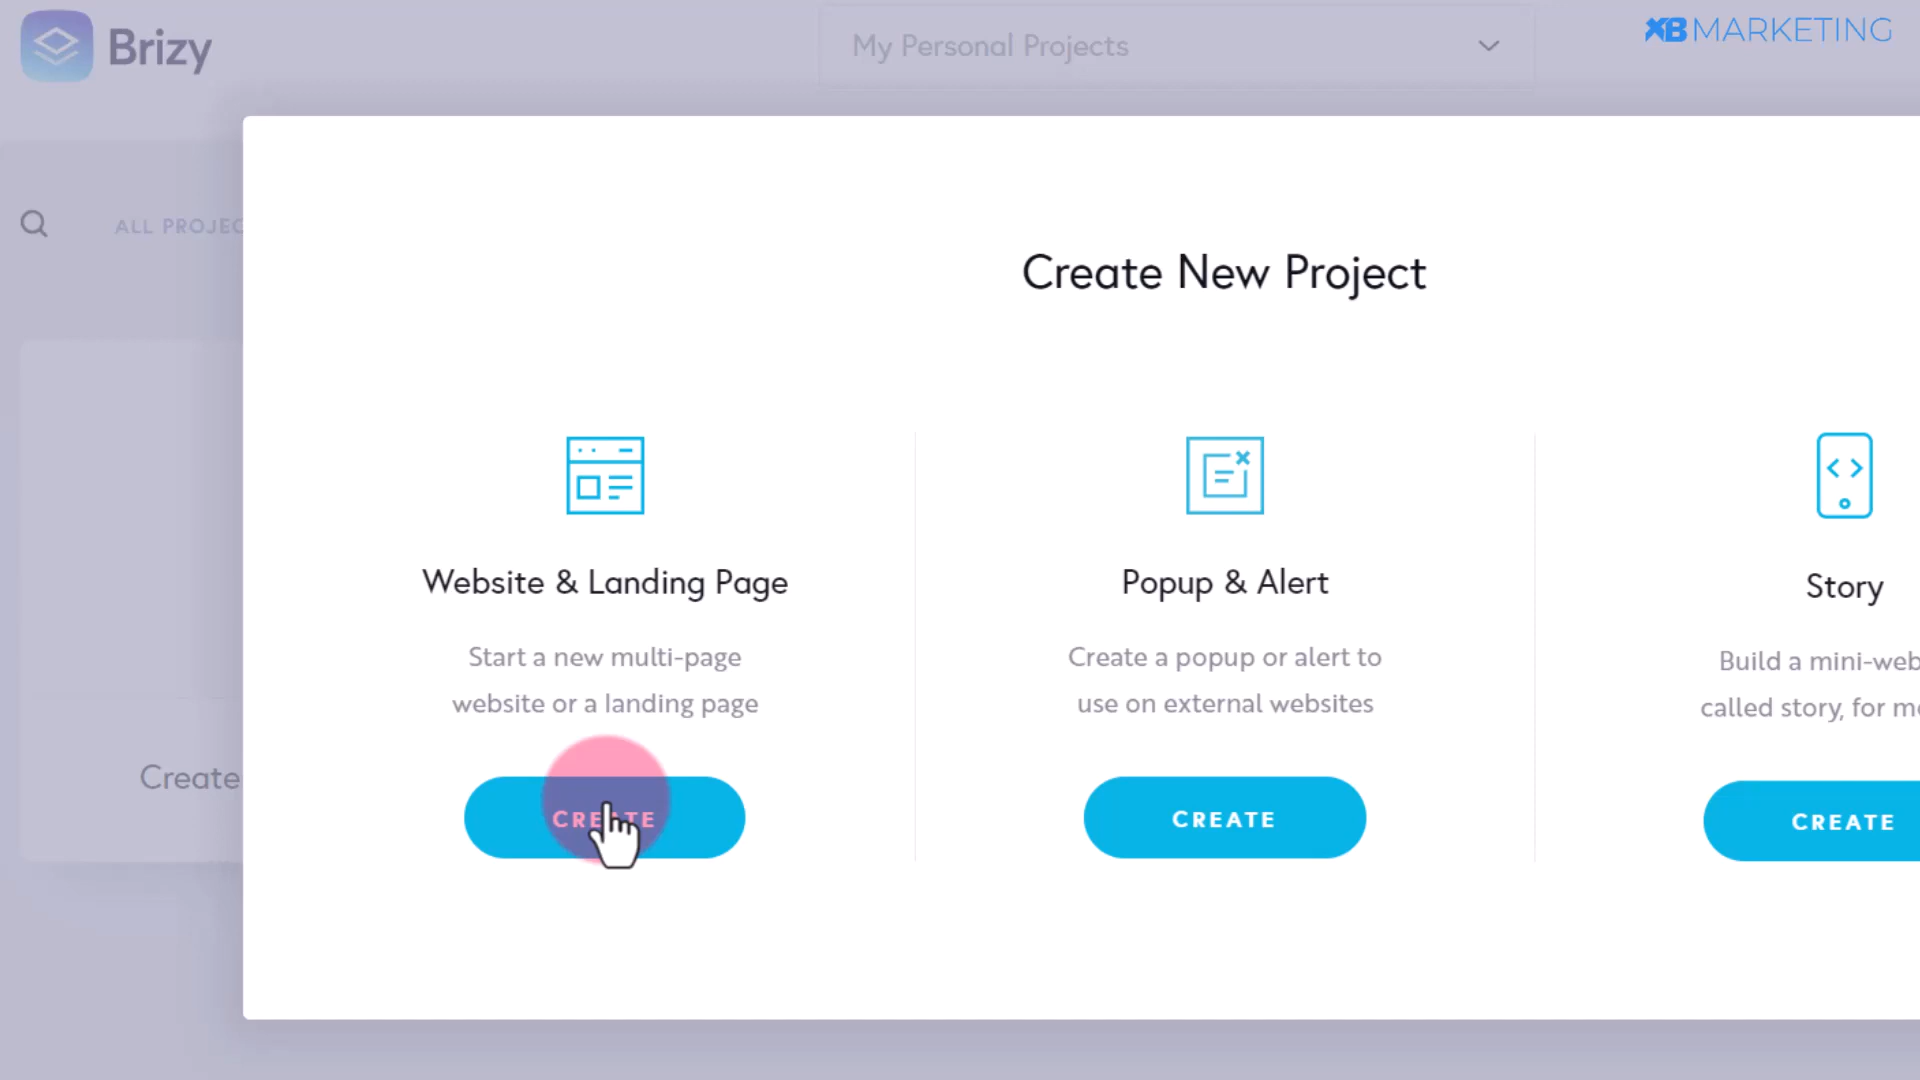 Brizy
My Personal Projects
XB MARKETING
ALL PROJEC
Create New Project
Website & Landing Page
Start a new multi-page
website or a landing page
CREATE
Popup & Alert
Create a popup or alert to
use on external websites
CREATE
Story
Build a mini-web
called story, for m
CREATE
Create